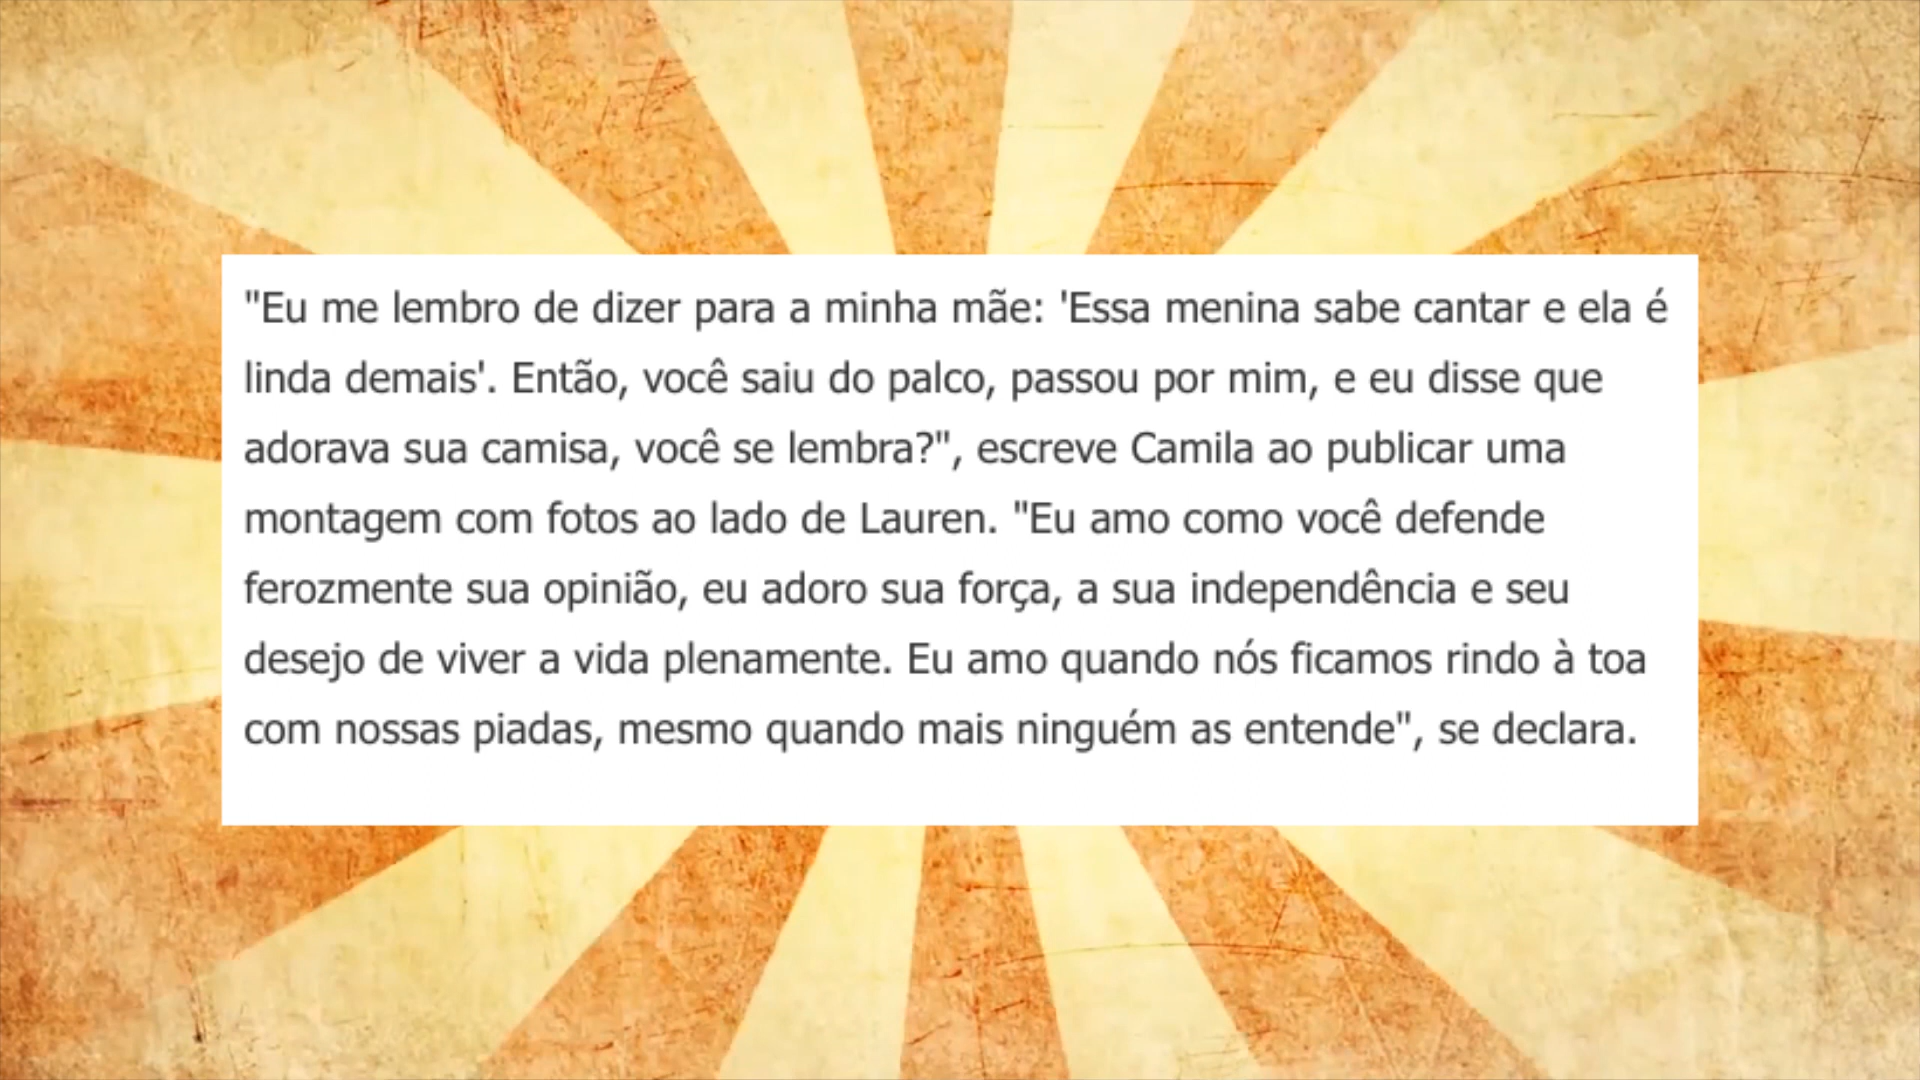 "Eu me lembro de dizer para a minha mãe: 'Essa menina sabe cantar e ela é
linda demais'. Então, você saiu do palco, passou por mim, e eu disse que
adorava sua camisa, você se lembra?", escreve Camila ao publicar uma
montagem com fotos ao lado de Lauren. "Eu amo como você defende
ferozmente sua opinião, eu adoro sua força, a sua independência e seu
desejo de viver a vida plenamente. Eu amo quando nós ficamos rindo à toa
com nossas piadas, mesmo quando mais ninguém as entende", se declara.